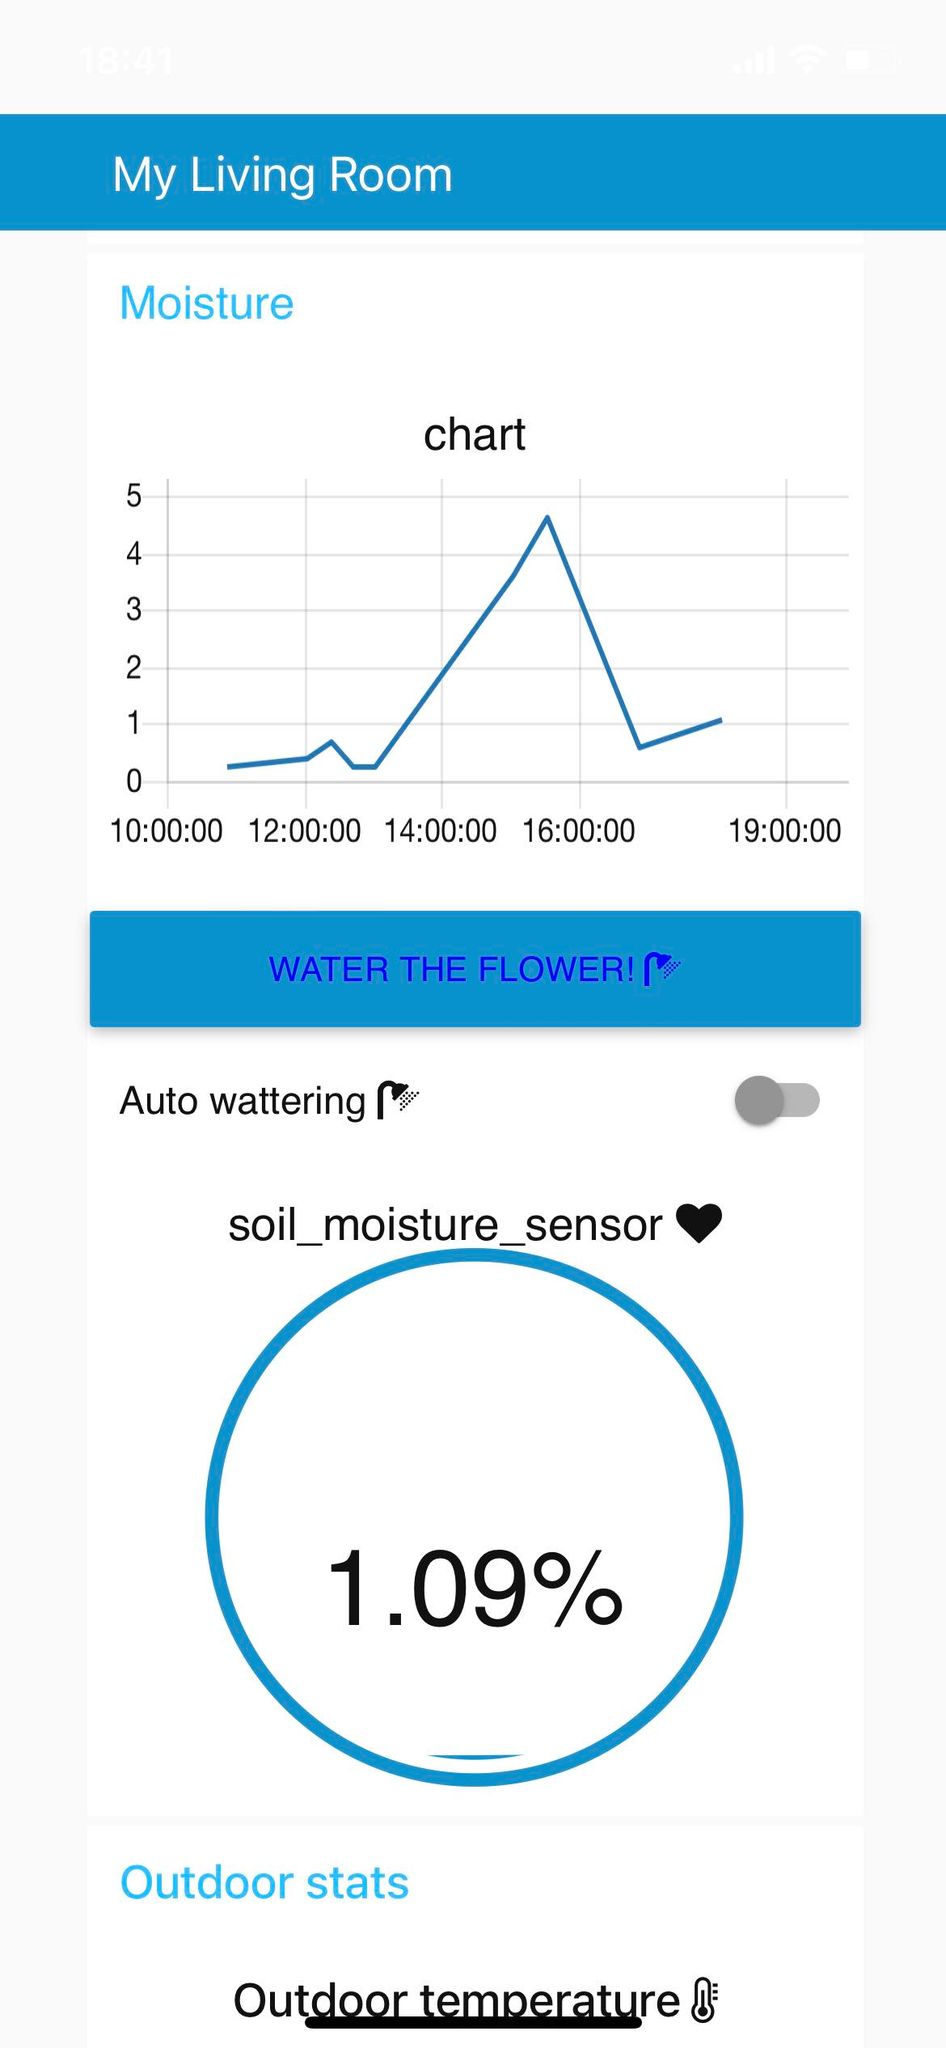 18:41
My Living Room
Moisture
chart
5
4
3
2
1
0
10:00:00 12:00:00 14:00:00 16:00:00 19:00:00
WATER THE FLOWER!
Auto wattering
soil_moisture_sensor
1.09%
Outdoor stats
Outdoor temperature